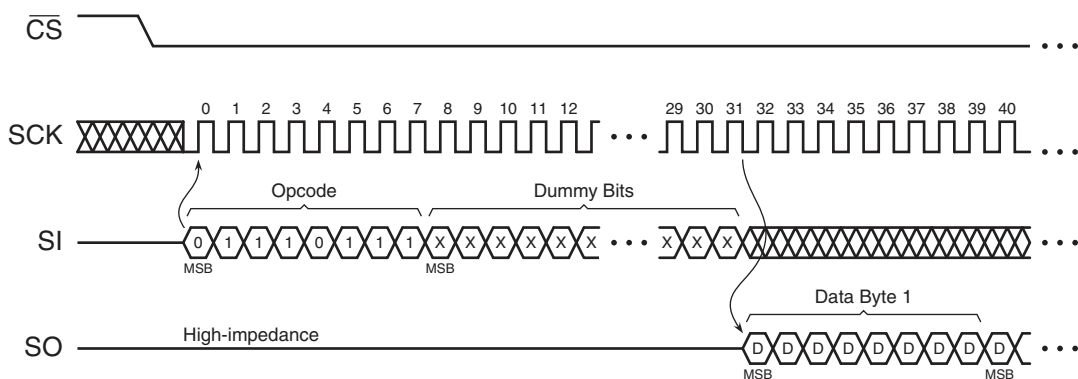 CS
SCK
0 1 2 3 4 5 6 7 8 9 10 11 12 29 30 31 32 33 34 35 36 37 38 39 40
Opcode Dummy Bits
SI
0 1 1 1 0 1 1 1 X X X X X X X X X
MSB MSB
Data Byte 1
SO
High-impedance
D D D D D D D D D
MSB MSB